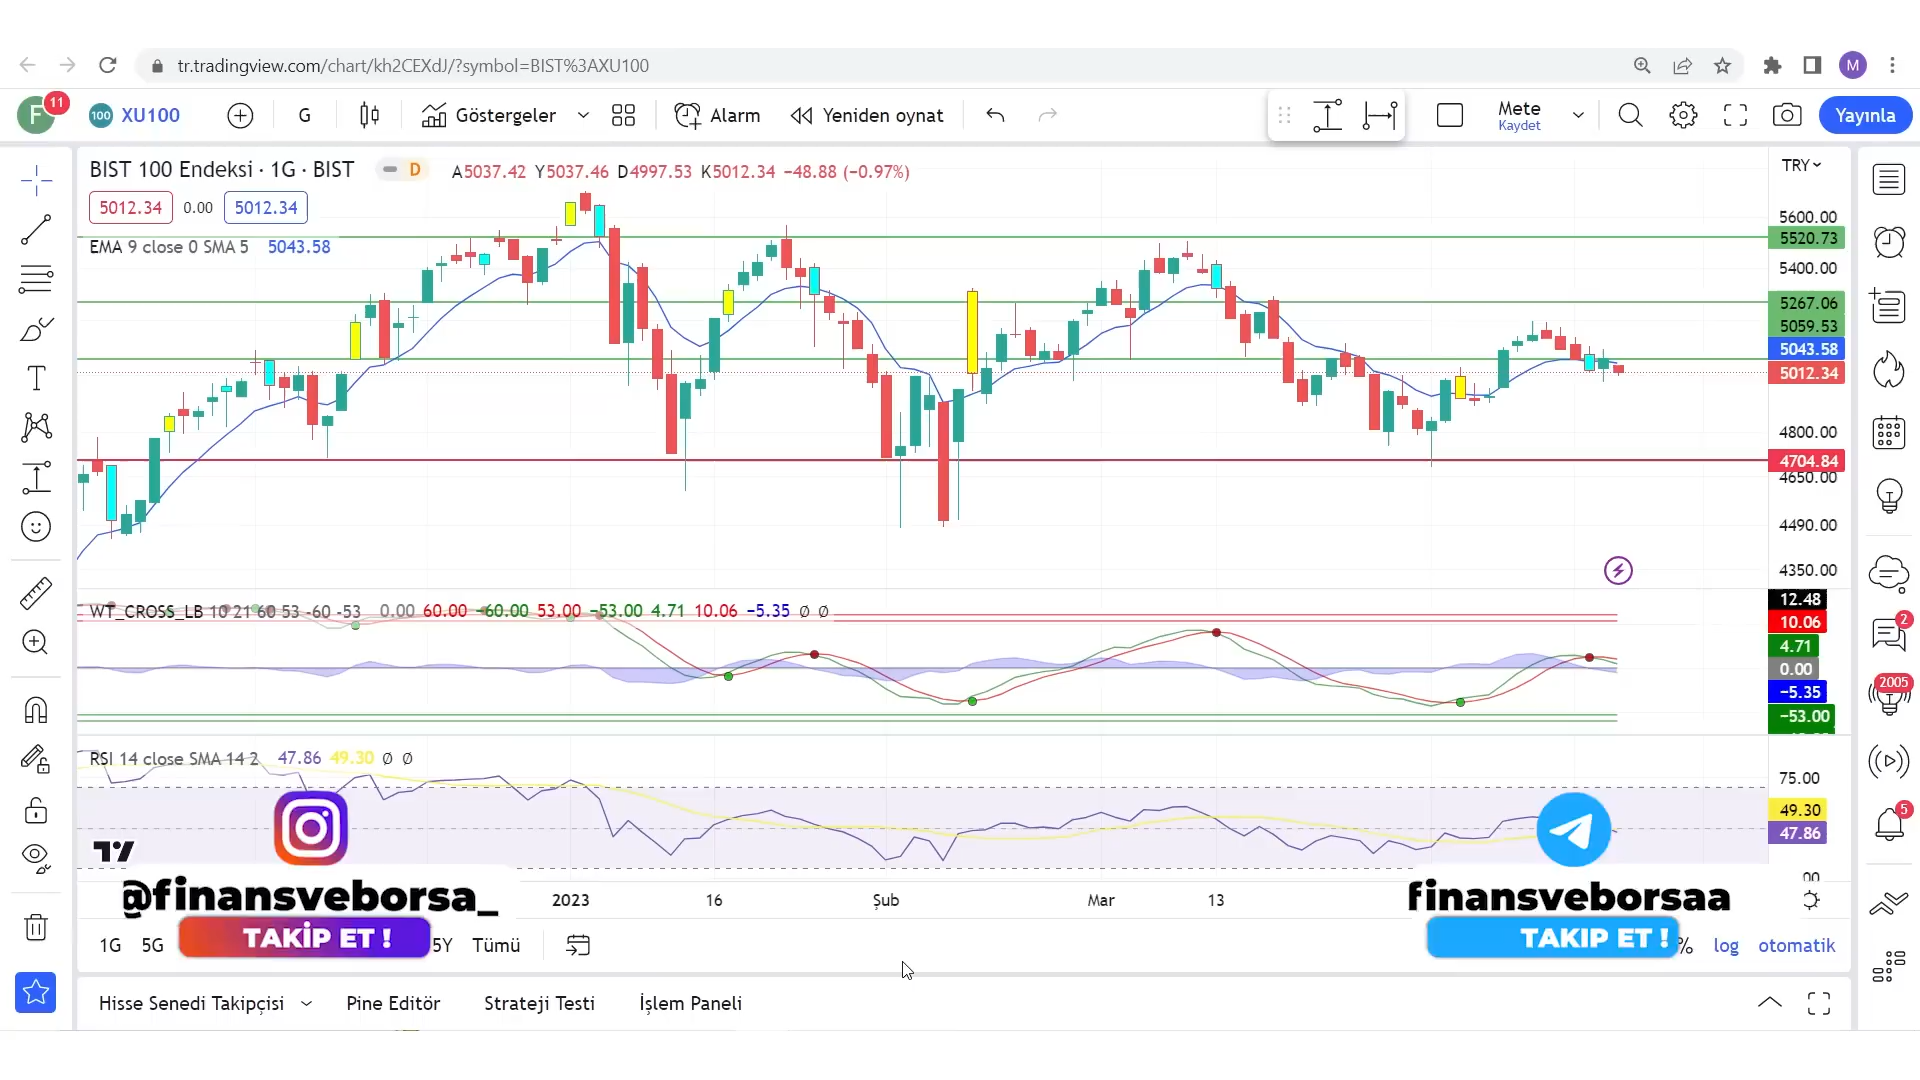 tr.tradingview.com/chart/kh2CEXdJ/?symbol=BIST%3AXU100
M
F 11
100 XU100 G Göstergeler Alarm Yeniden oynat Mete Kaydet Yayınla
BIST 100 Endeksi · 1G · BIST D A5037.42 Y5037.46 D4997.53 K5012.34 −48.88 (−0.97%)
TRY
5012.34 0.00 5012.34
EMA 9 close 0 SMA 5 5043.58
5600.00
5520.73
5400.00
5267.06
5059.53
5043.58
5012.34
4800.00
4704.84
4650.00
4490.00
4350.00
WT_CROSS_LB 10 21 60 53 -60 -53 0.00 60.00 −60.00 53.00 −53.00 4.71 10.06 −5.35 Ø Ø
12.48
10.06
4.71
0.00
−5.35
−53.00
2
2005
5
RSI 14 close SMA 14 2 47.86 49.30 Ø Ø
75.00
49.30
47.86
@finansveborsa_
TAKİP ET !
finansveborsaa
TAKIP ET !
2023 16 Şub Mar 13
1G 5G 5Y Tümü % log otomatik
Hisse Senedi Takipçisi Pine Editör Strateji Testi İşlem Paneli